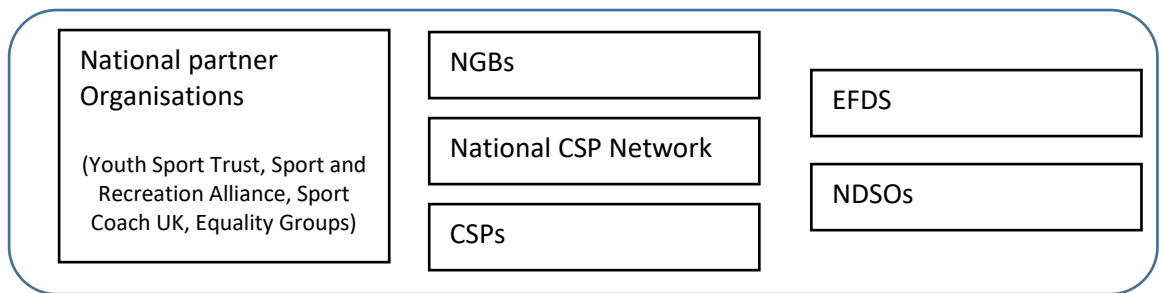 National partner
Organisations
(Youth Sport Trust, Sport and
Recreation Alliance, Sport
Coach UK, Equality Groups)
NGBs
National CSP Network
CSPs
EFDS
NDSOs